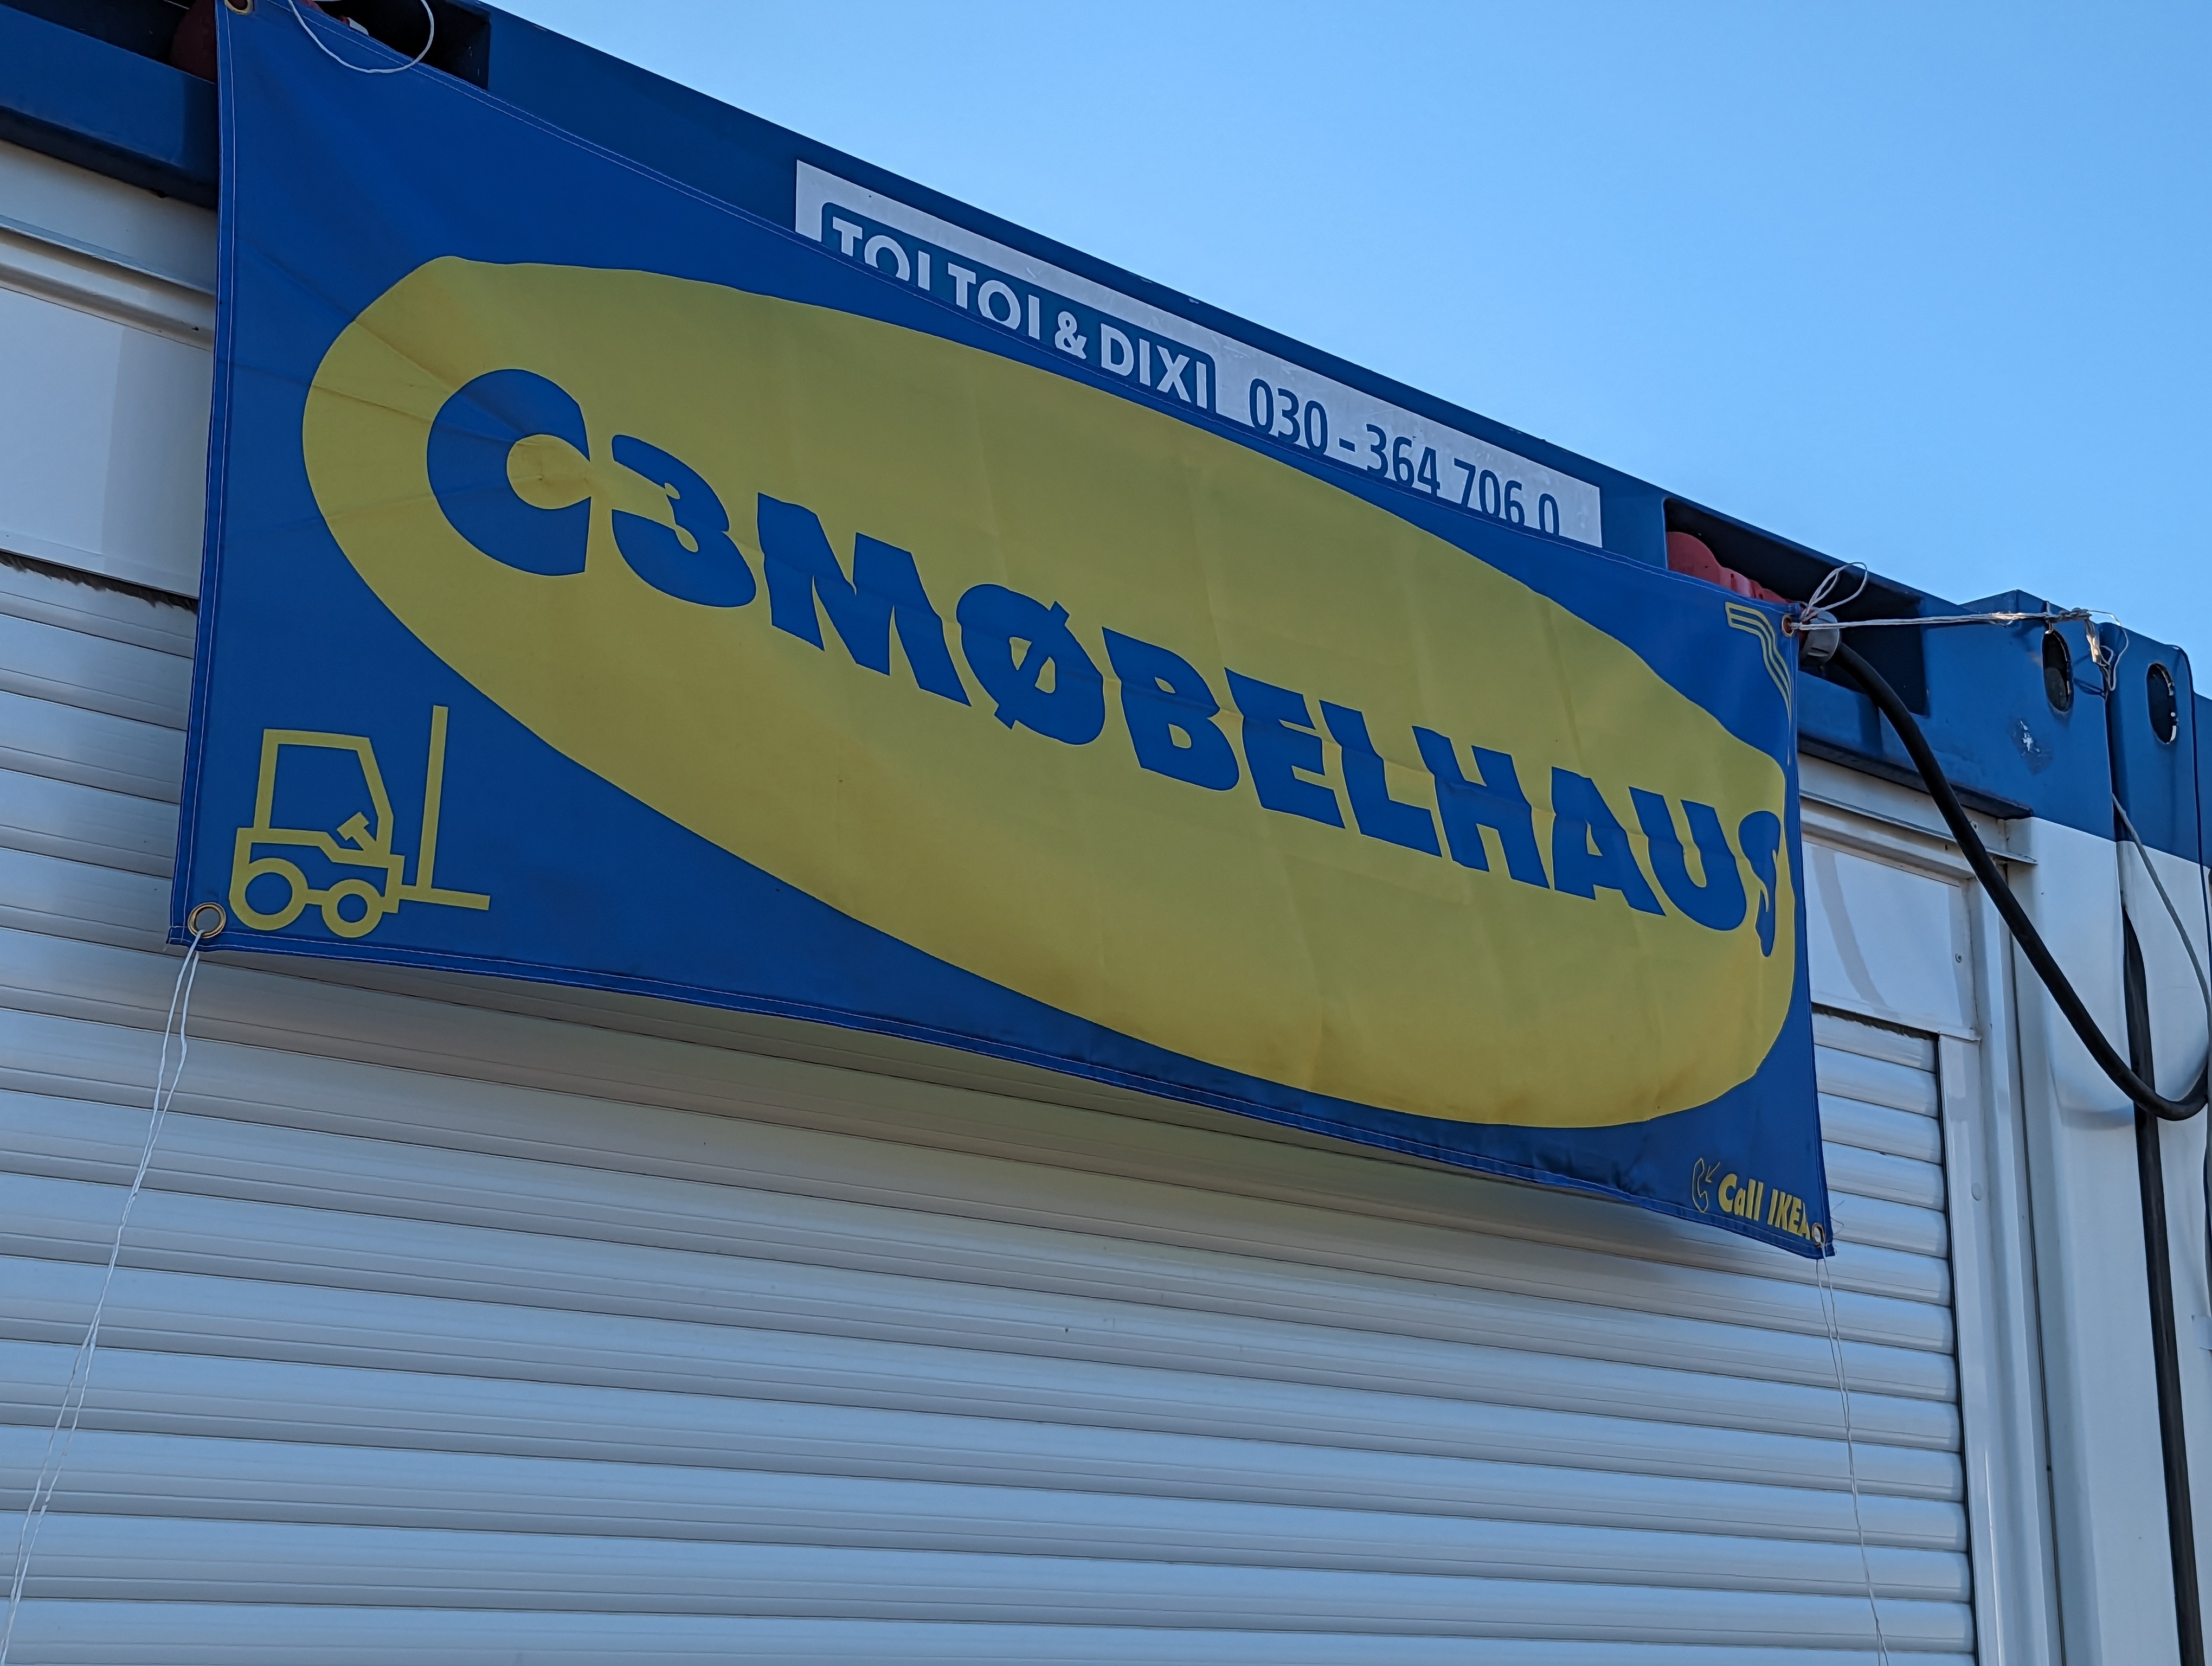 TOI TOI & DIXI 030-364 706 0
C3MØBELHAUS
Call IKEA